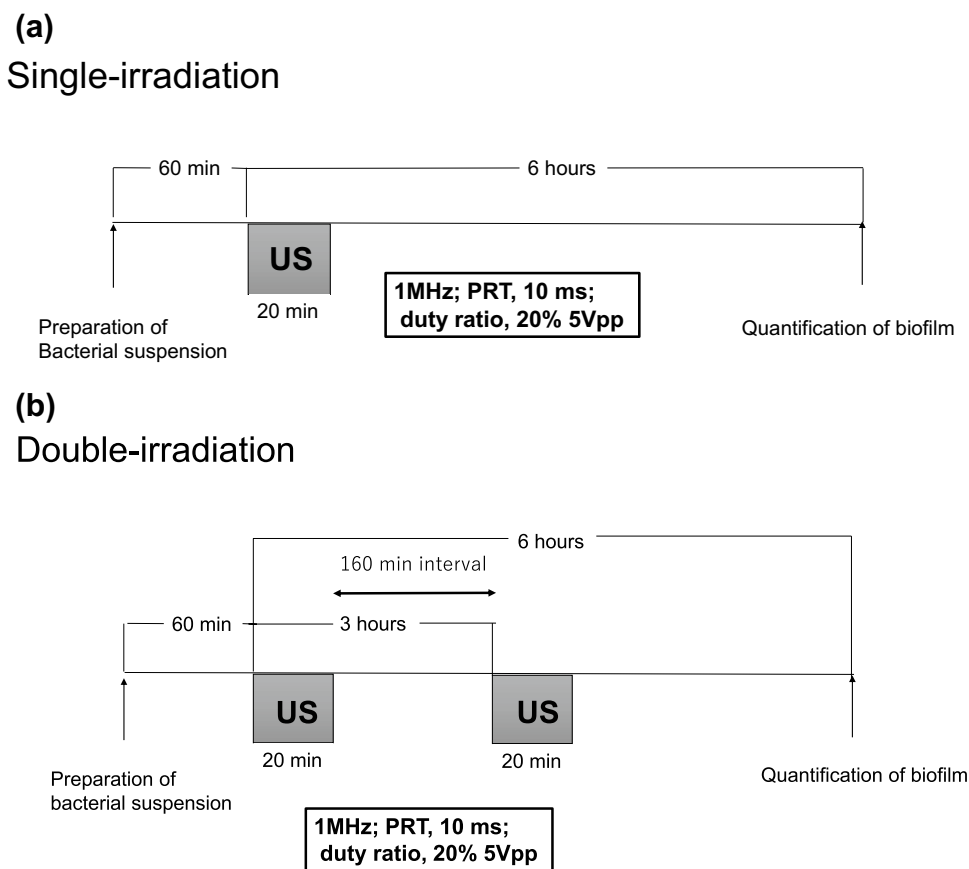 (a)
Single-irradiation
60 min
6 hours
US
20 min
1MHz; PRT, 10 ms;
duty ratio, 20% 5Vpp
Preparation of
Bacterial suspension
Quantification of biofilm
(b)
Double-irradiation
6 hours
160 min interval
60 min
3 hours
US
US
20 min
20 min
Preparation of
bacterial suspension
Quantification of biofilm
1MHz; PRT, 10 ms;
duty ratio, 20% 5Vpp